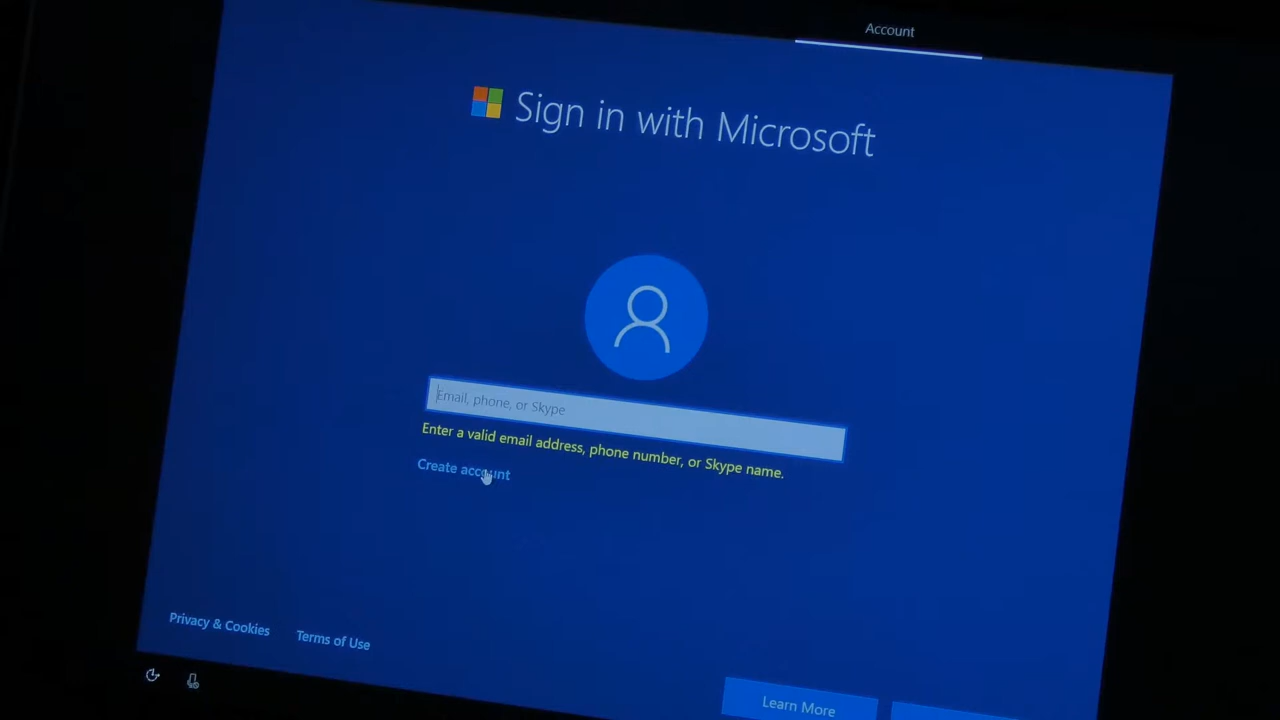 Account
Sign in with Microsoft
Email, phone, or Skype
Enter a valid email address, phone number, or Skype name.
Create account
Privacy & Cookies
Terms of Use
Learn More